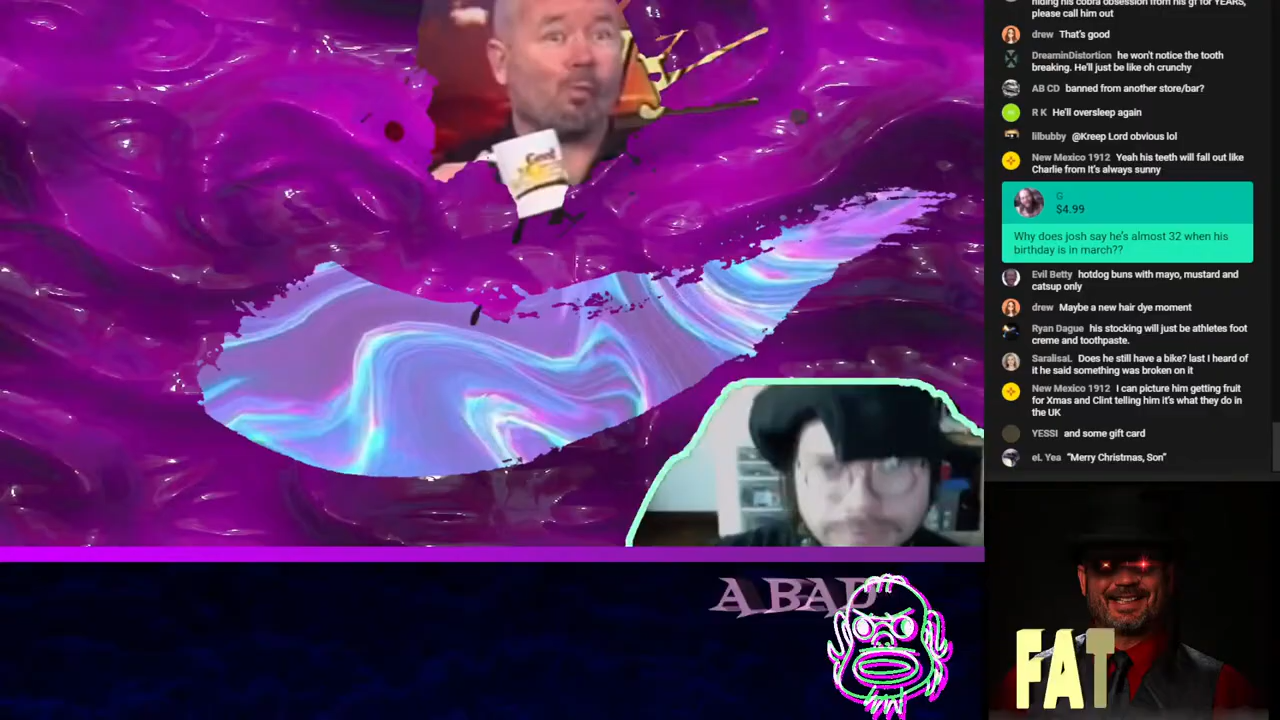 hiding his cobra obsession from his gf for YEARS,
please call him out
drew That's good
DreaminDistortion he won't notice the tooth
breaking. He'll just be like oh crunchy
AB CD banned from another store/bar?
R K He'll oversleep again
lilbubby @Kreep Lord obvious lol
New Mexico 1912 Yeah his teeth will fall out like
Charlie from It's always sunny
G
$4.99
Why does josh say he's almost 32 when his
birthday is in march??
Evil Betty hotdog buns with mayo, mustard and
catsup only
drew Maybe a new hair dye moment
Ryan Dague his stocking will just be athletes foot
creme and toothpaste.
SaralisaL Does he still have a bike? last I heard of
it he said something was broken on it
New Mexico 1912 I can picture him getting fruit
for Xmas and Clint telling him it's what they do in
the UK
YESSI and some gift card
eL Yea “Merry Christmas, Son”
Good
A BAD
FAT